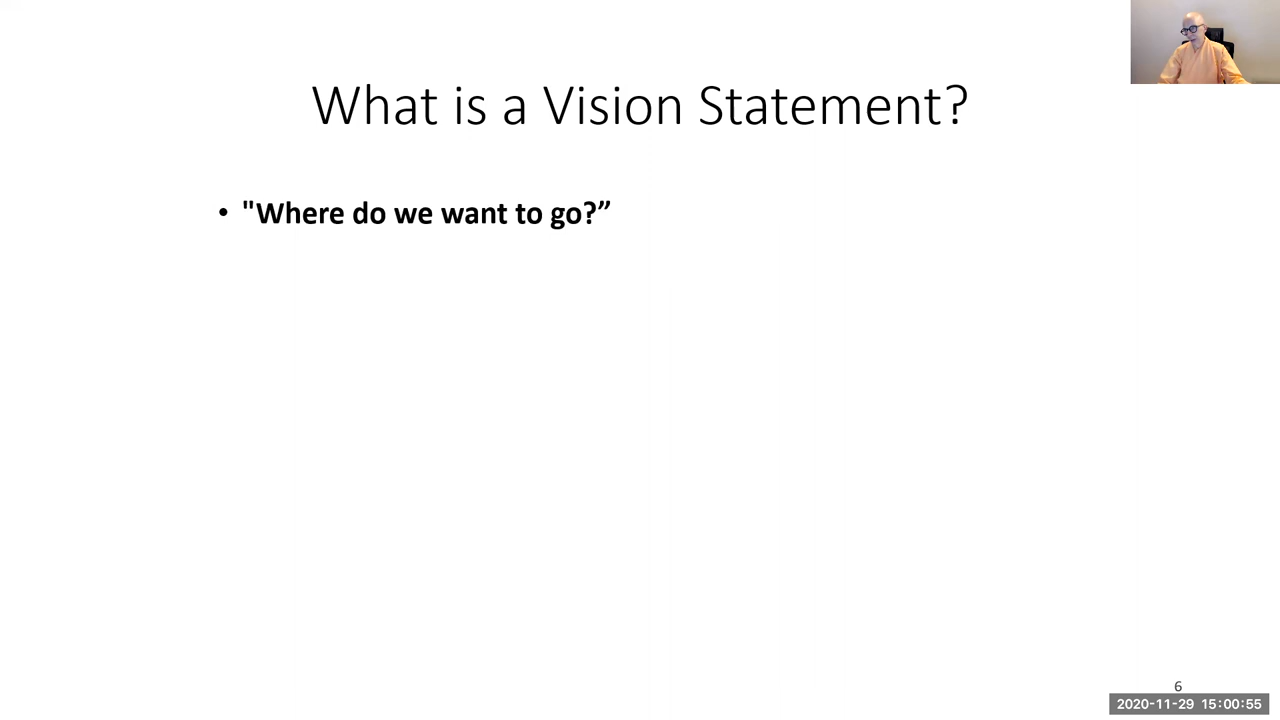 What is a Vision Statement?
• "Where do we want to go?”
6
2020-11-29 15:00:55